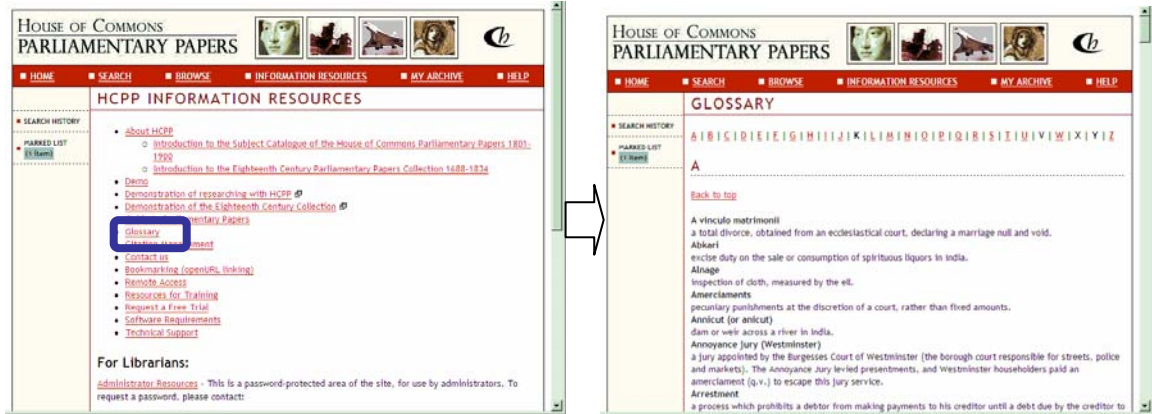 HOUSE OF COMMONS
PARLIAMENTARY PAPERS
HOME SEARCH BROWSE INFORMATION RESOURCES MY ARCHIVE HELP
SEARCH HISTORY
MARKED LIST
(1 item)
HCPP INFORMATION RESOURCES
About HCPP
Introduction to the Subject Catalogue of the House of Commons Parliamentary Papers 1801-
1900
Introduction to the Eighteenth Century Parliamentary Papers Collection 1688-1834
Demo
Demonstration of researching with HCPP
Demonstration of the Eighteenth Century Collection
Papers
Glossary
Citation Management
Contact us
Bookmarking (openURL linking)
Remote Access
Resources for Training
Request a Free Trial
Software Requirements
Technical Support
For Librarians:
Administrator Resources - This is a password-protected area of the site, for use by administrators. To
request a password, please contact:
HOUSE OF COMMONS
PARLIAMENTARY PAPERS
HOME SEARCH BROWSE INFORMATION RESOURCES MY ARCHIVE HELP
SEARCH HISTORY
MARKED LIST
(1 item)
GLOSSARY
A | B | C | D | E | F | G | H | I | J | K | L | M | N | O | P | Q | R | S | T | U | V | W | X | Y | Z
A
Back to top
A vinculo matrimonii
a total divorce, obtained from an ecclesiastical court, declaring a marriage null and void.
Abkari
excise duty on the sale or consumption of spirituous liquors in India.
Alnage
inspection of cloth, measured by the ell.
Amerciaments
pecuniary punishments at the discretion of a court, rather than fixed amounts.
Annicut (or anicut)
dam or weir across a river in India.
Annoyance jury (Westminster)
a jury appointed by the Burgesses Court of Westminster (the borough court responsible for streets, police
and markets). The Annoyance Jury levied presentments, and Westminster householders paid an
amerciament (q.v.) to escape this jury service.
Arrestment
a process which prohibits a debtor from making payments to his creditor until a debt due by the creditor to